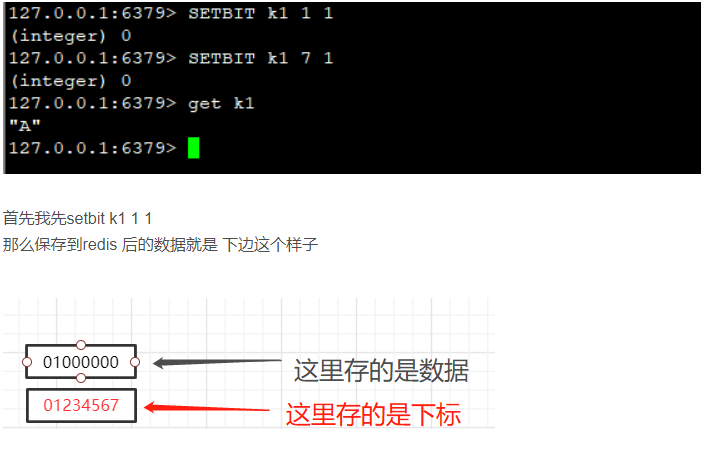 127.0.0.1:6379> SETBIT k1 1 1
(integer) 0
127.0.0.1:6379> SETBIT k1 7 1
(integer) 0
127.0.0.1:6379> get k1
"A"
127.0.0.1:6379>
首先我先setbit k1 1 1
那么保存到redis 后的数据就是 下边这个样子
01000000
这里存的是数据
01234567
这里存的是下标